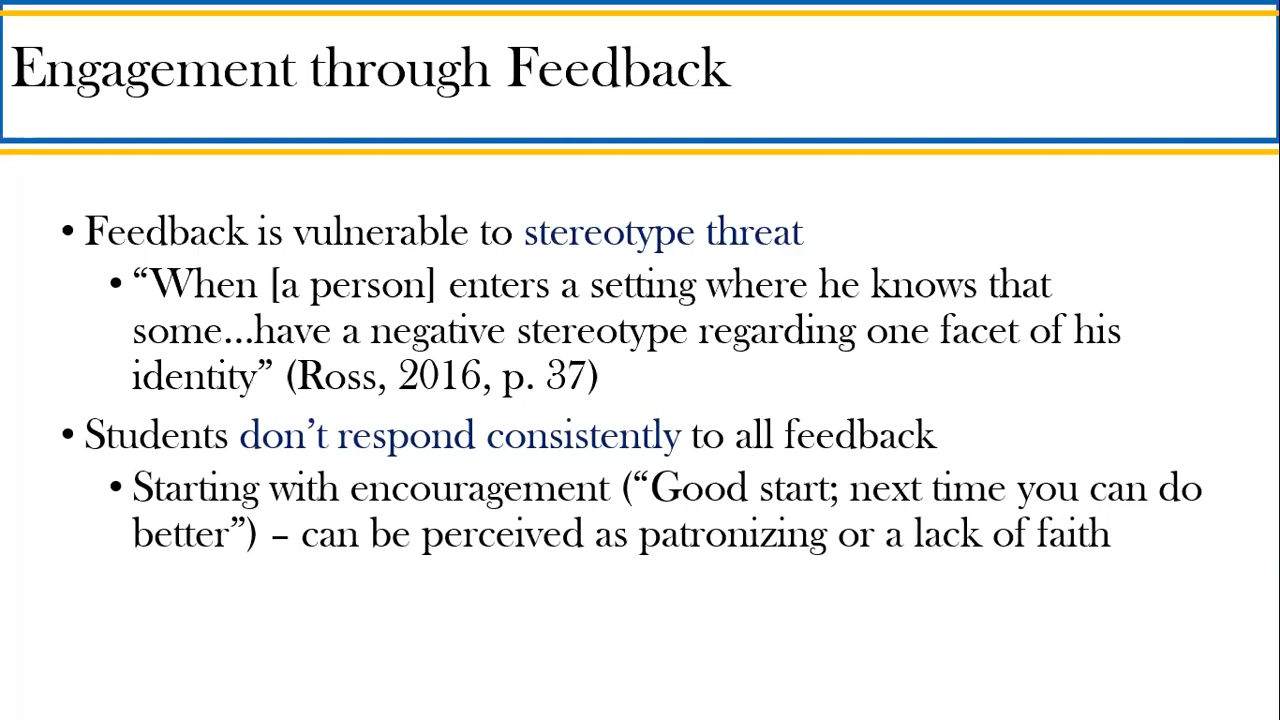 Engagement through Feedback
• Feedback is vulnerable to stereotype threat
• “When [a person] enters a setting where he knows that
some...have a negative stereotype regarding one facet of his
identity” (Ross, 2016, p. 37)
• Students don’t respond consistently to all feedback
• Starting with encouragement (“Good start; next time you can do
better”) – can be perceived as patronizing or a lack of faith